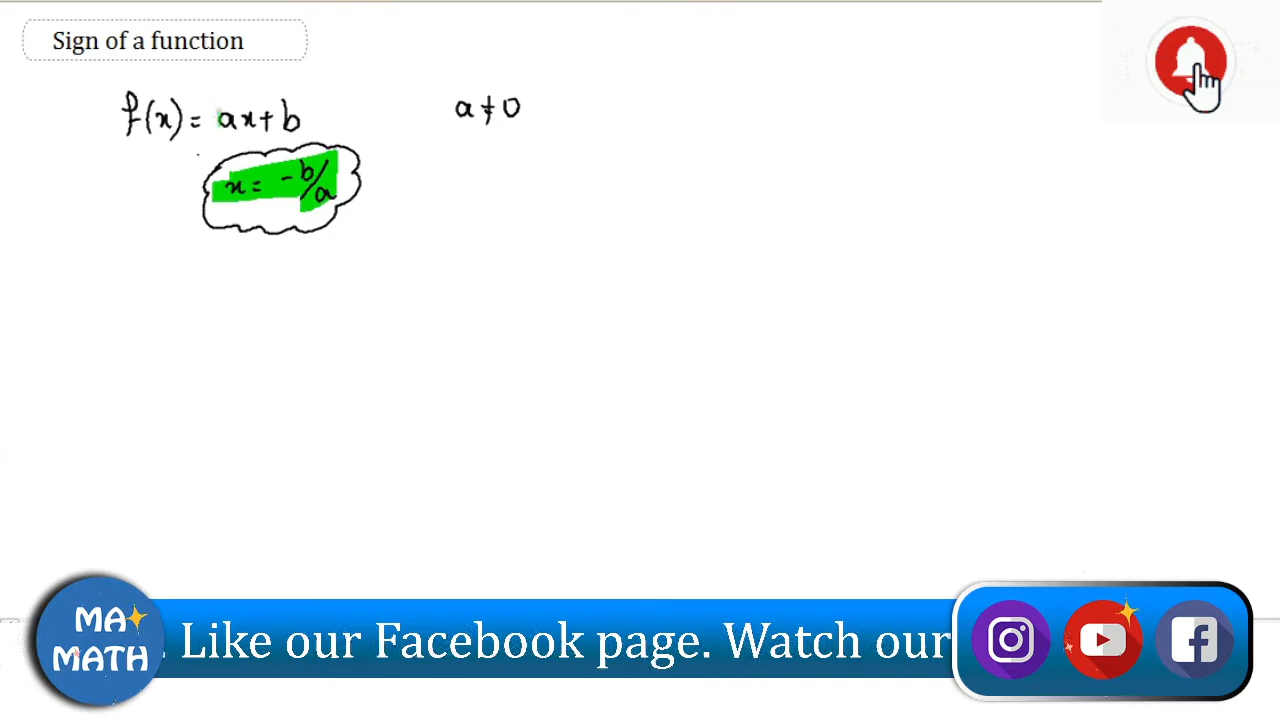 Sign of a function
f(x) = ax+b a≠0
x = -b/a
MA
MATH
. Like our Facebook page. Watch our